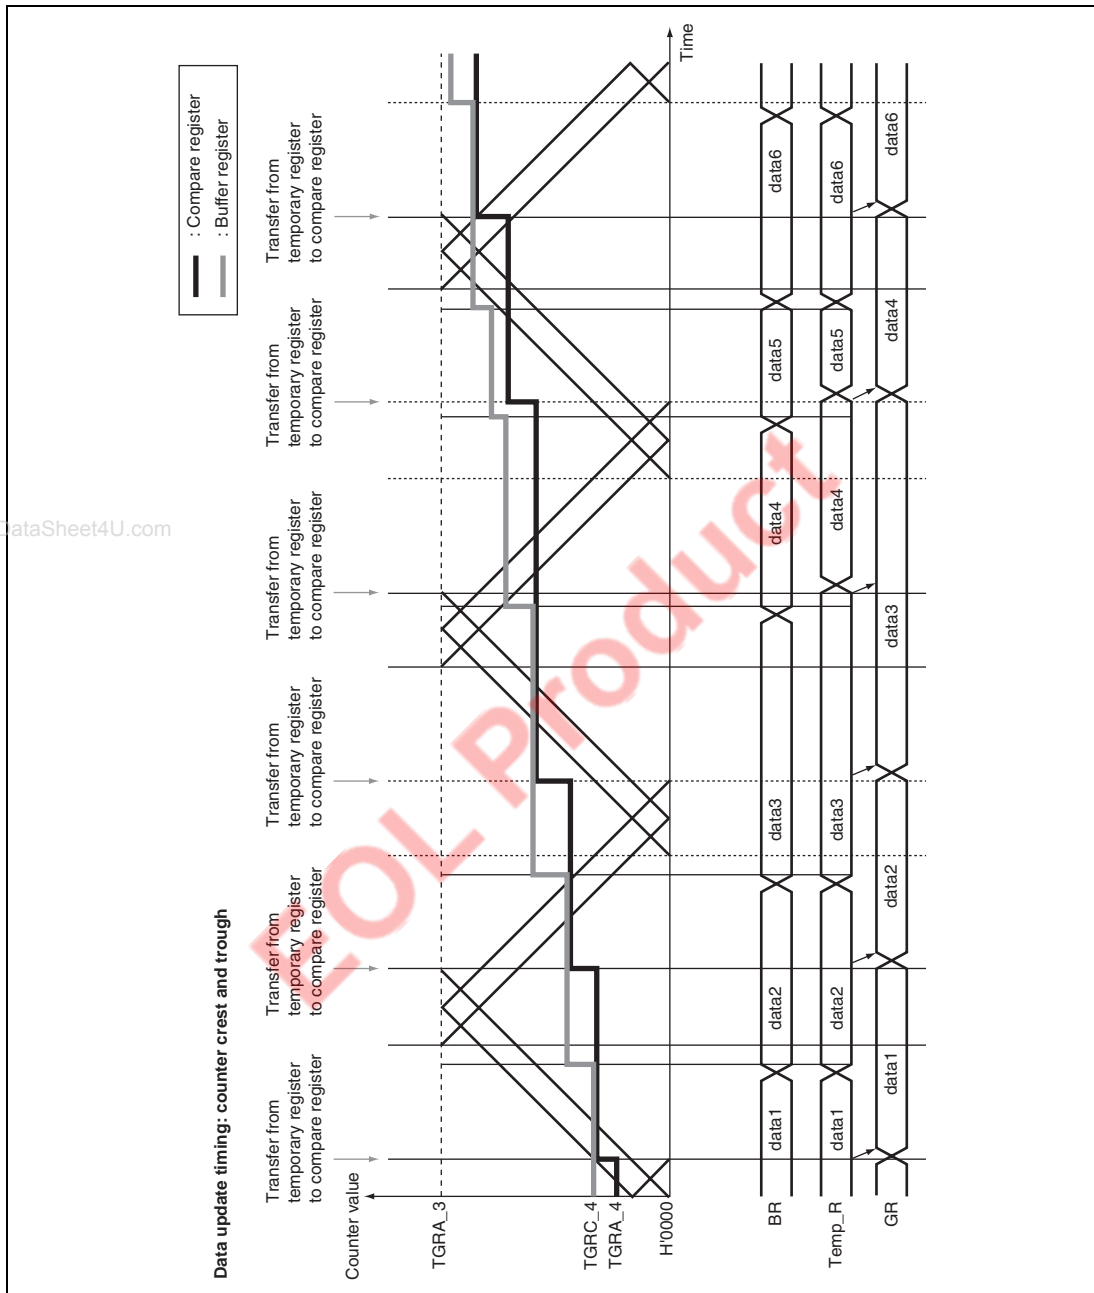 Data update timing: counter crest and trough
: Compare register
: Buffer register
Transfer from
temporary register
to compare register
Transfer from
temporary register
to compare register
Transfer from
temporary register
to compare register
Transfer from
temporary register
to compare register
Transfer from
temporary register
to compare register
Transfer from
temporary register
to compare register
Counter value
TGRA_3
TGRC_4
TGRA_4
H'0000
Time
BR
data1
data2
data3
data4
data5
data6
Temp_R
data1
data2
data3
data4
data5
data6
GR
data1
data2
data3
data4
data6
EOL Product
DataSheet4U.com